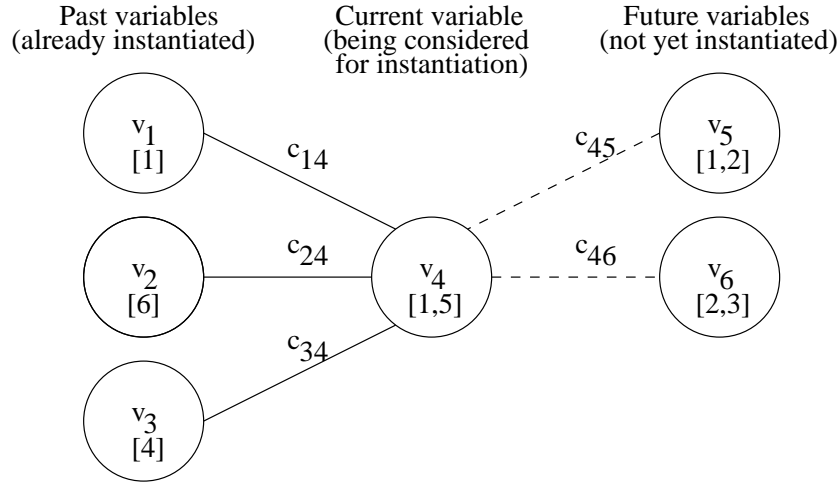 Past variables
(already instantiated)
Current variable
(being considered
for instantiation)
Future variables
(not yet instantiated)
v1
[1]
v2
[6]
v3
[4]
c14
c24
c34
v4
[1,5]
c45
c46
v5
[1,2]
v6
[2,3]